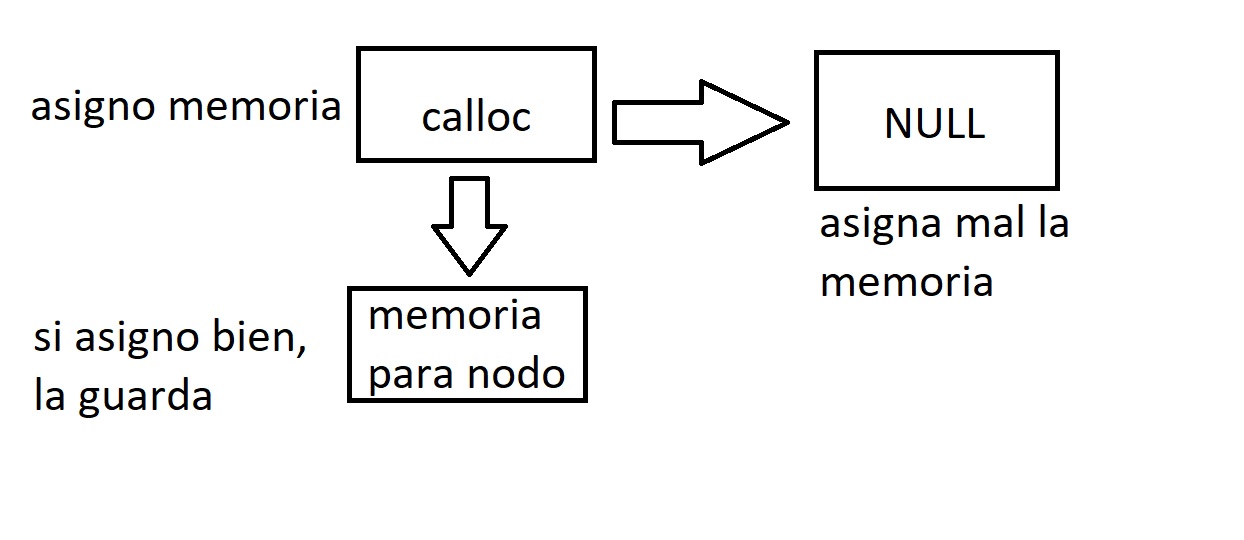 asigno memoria
calloc
NULL
asigna mal la
memoria
si asigno bien,
la guarda
memoria
para nodo